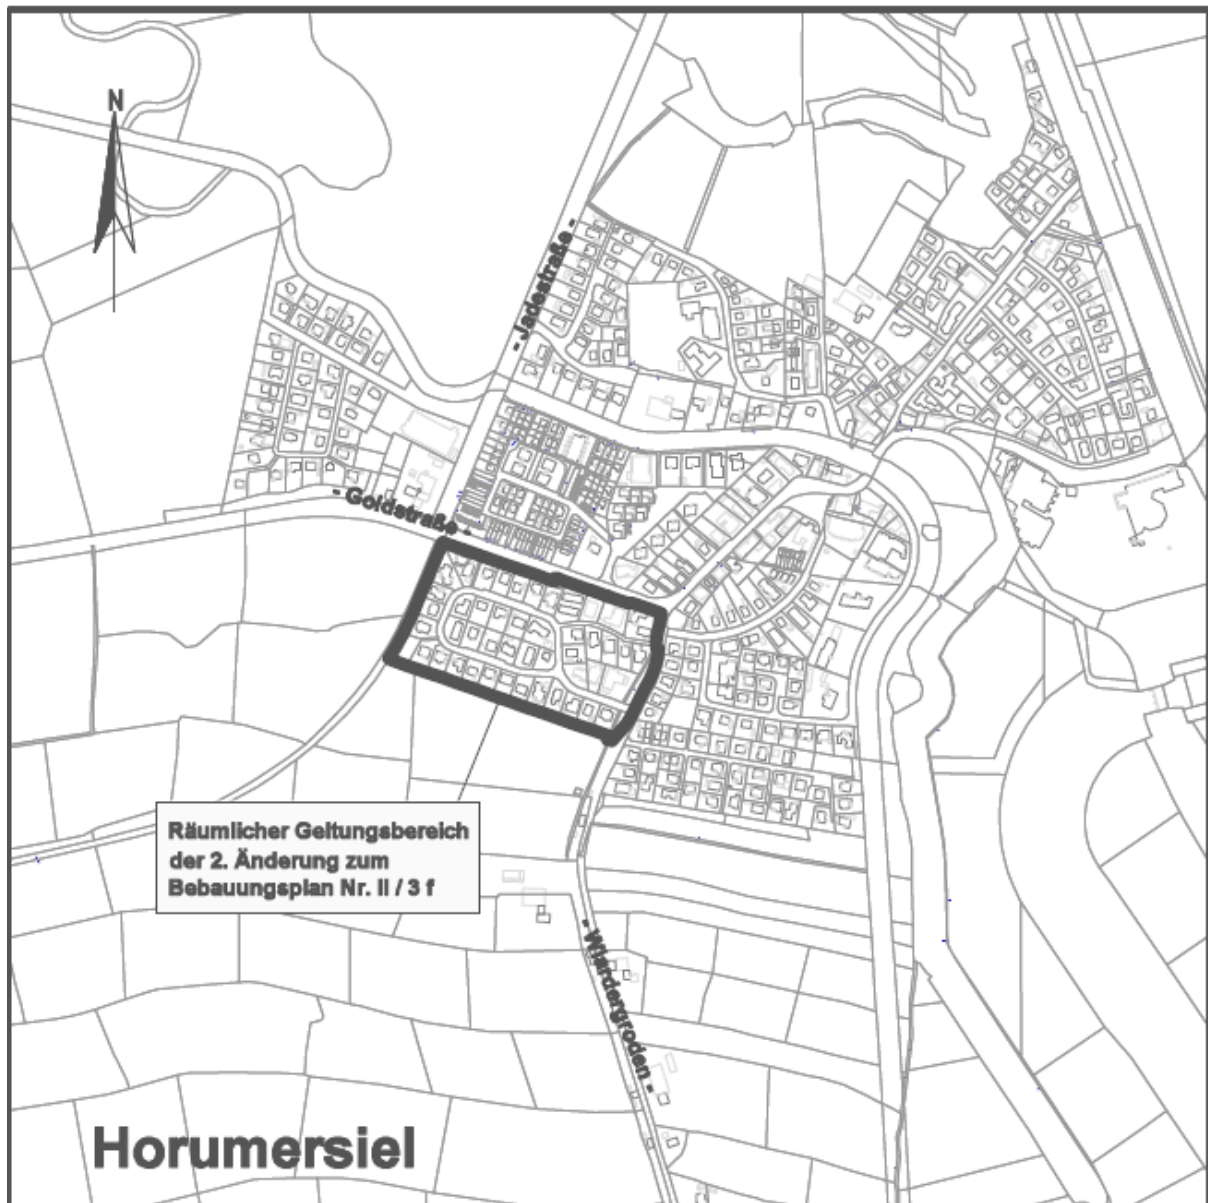 N
- Jadestraße -
- Goldstraße -
Räumlicher Geltungsbereich
der 2. Änderung zum
Bebauungsplan Nr. II / 3 f
- Wiardergroden -
Horumersiel